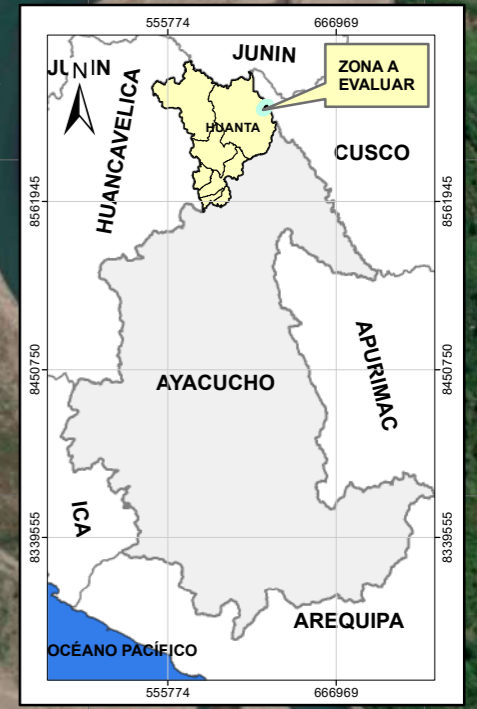 555774
666969
JUNIN
JUNIN
N
ZONA A
EVALUAR
HUANCAVELICA
HUANTA
CUSCO
8561945
8561945
APURIMAC
8450750
8450750
AYACUCHO
ICA
8339555
8339555
AREQUIPA
OCÉANO PACÍFICO
555774
666969